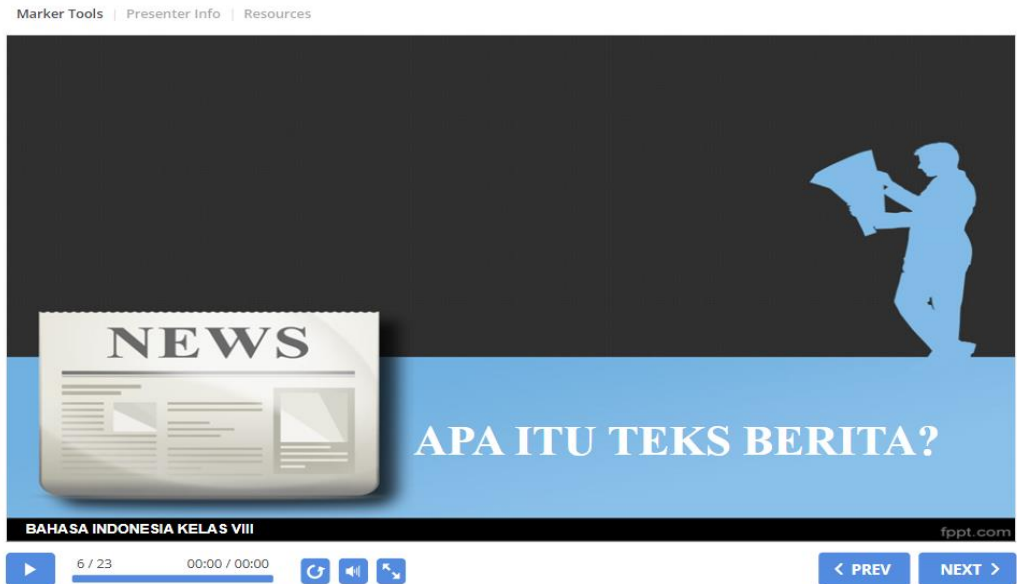 Marker Tools | Presenter Info | Resources
NEWS
APA ITU TEKS BERITA?
BAHASA INDONESIA KELAS VIII
fppt.com
6 / 23 00:00 / 00:00 < PREV NEXT >